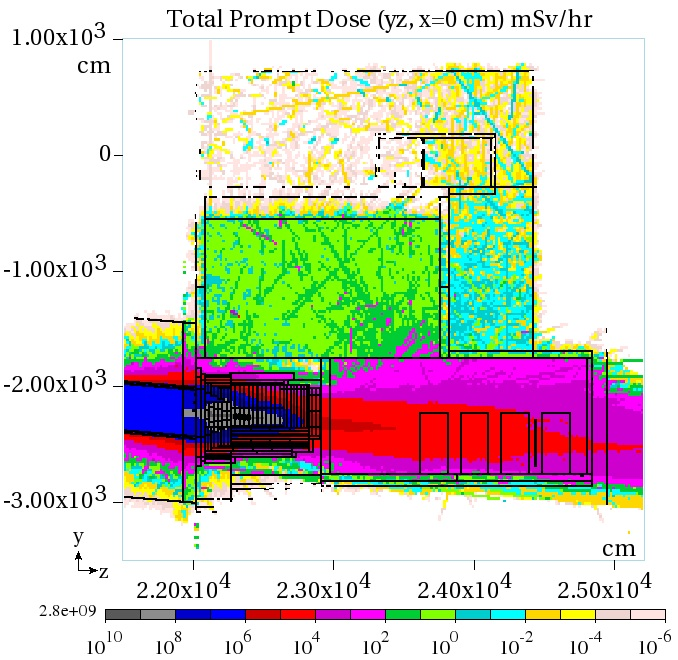 Total Prompt Dose (yz, x=0 cm) mSv/hr
1.00x10³
cm
0
-1.00x10³
-2.00x10³
-3.00x10³
y
z
cm
2.20x10⁴ 2.30x10⁴ 2.40x10⁴ 2.50x10⁴
2.8e+09
10¹⁰ 10⁸ 10⁶ 10⁴ 10² 10⁰ 10⁻² 10⁻⁴ 10⁻⁶